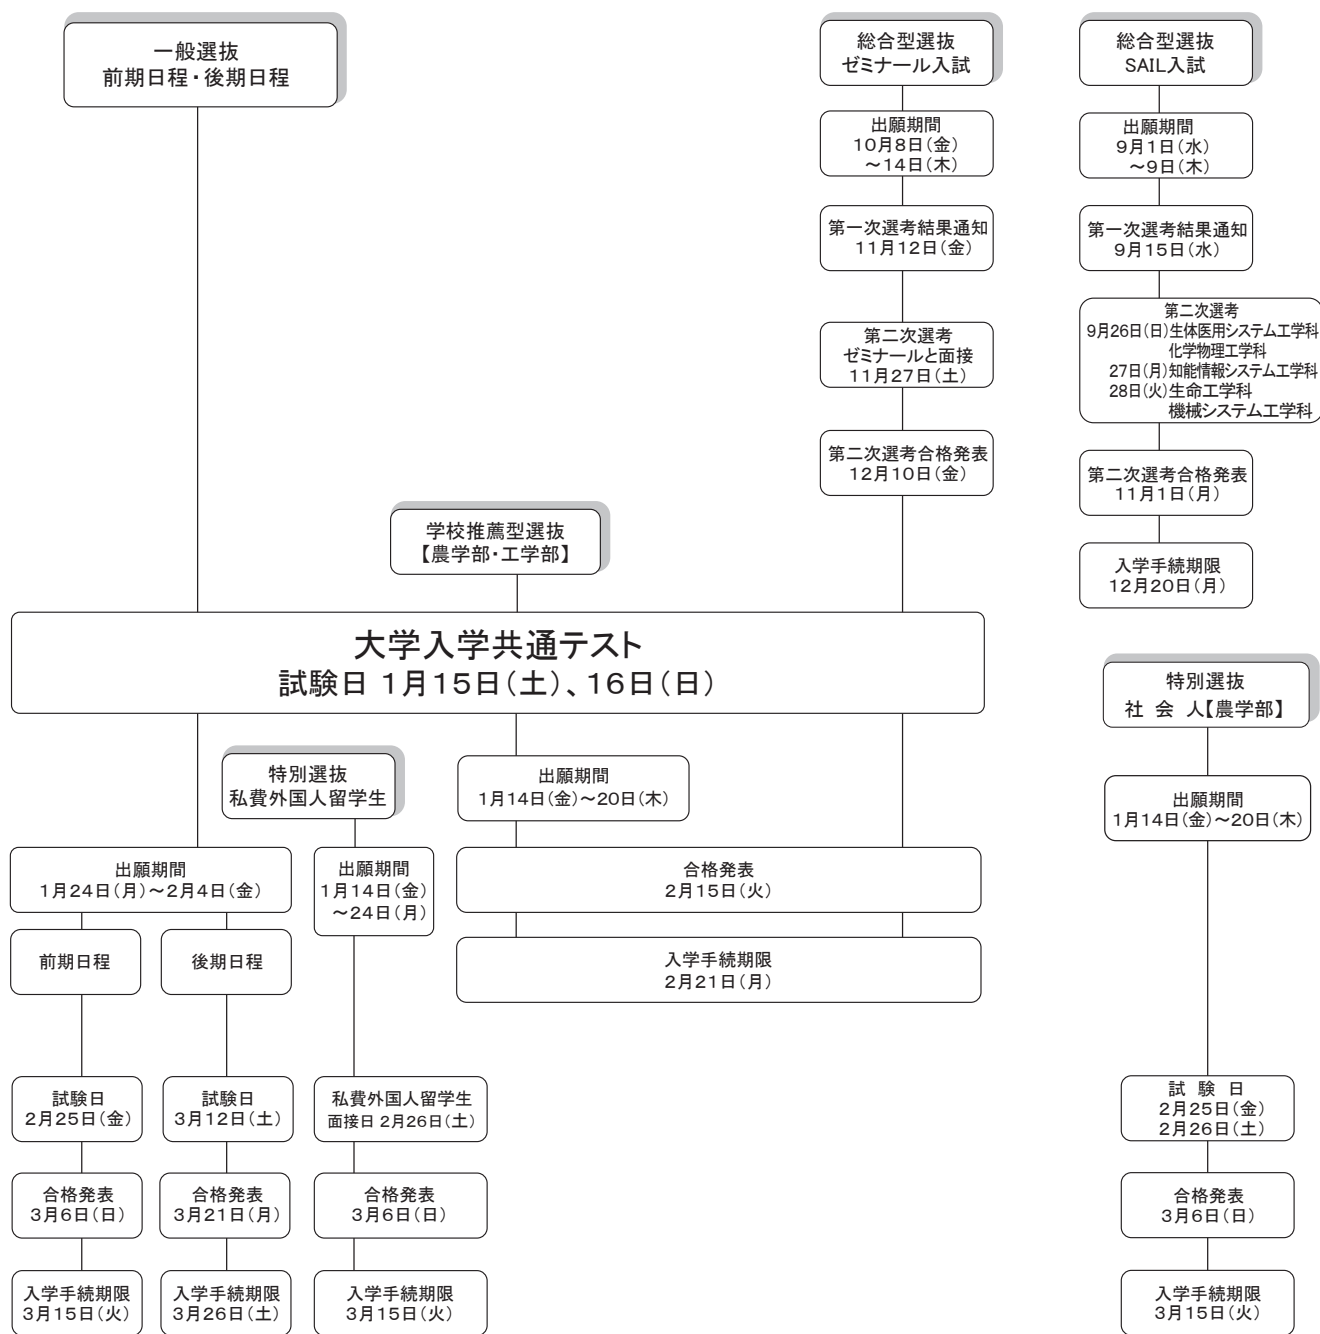 一般選抜
前期日程・後期日程
総合型選抜
ゼミナール入試
出願期間
10月8日(金)
～14日(木)
第一次選考結果通知
11月12日(金)
第二次選考
ゼミナールと面接
11月27日(土)
第二次選考合格発表
12月10日(金)
総合型選抜
SAIL入試
出願期間
9月1日(水)
～9日(木)
第一次選考結果通知
9月15日(水)
第二次選考
9月26日(日)生体医用システム工学科
化学物理工学科
27日(月)知能情報システム工学科
28日(火)生命工学科
機械システム工学科
第二次選考合格発表
11月1日(月)
入学手続期限
12月20日(月)
学校推薦型選抜
【農学部・工学部】
大学入学共通テスト
試験日 1月15日(土)、16日(日)
特別選抜
私費外国人留学生
出願期間
1月14日(金)～20日(木)
出願期間
1月24日(月)～2月4日(金)
出願期間
1月14日(金)
～24日(月)
合格発表
2月15日(火)
前期日程
後期日程
入学手続期限
2月21日(月)
試験日
2月25日(金)
試験日
3月12日(土)
私費外国人留学生
面接日 2月26日(土)
合格発表
3月6日(日)
合格発表
3月21日(月)
合格発表
3月6日(日)
入学手続期限
3月15日(火)
入学手続期限
3月26日(土)
入学手続期限
3月15日(火)
特別選抜
社 会 人【農学部】
出願期間
1月14日(金)～20日(木)
試 験 日
2月25日(金)
2月26日(土)
合格発表
3月6日(日)
入学手続期限
3月15日(火)